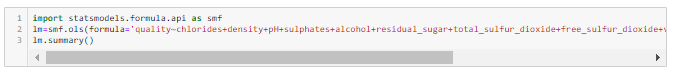 1 import statsmodels.formula.api as smf
2 lm=smf.ols(formula='quality~chlorides+density+pH+sulphates+alcohol+residual_sugar+total_sulfur_dioxide+free_sulfur_dioxide+v
3 lm.summary()